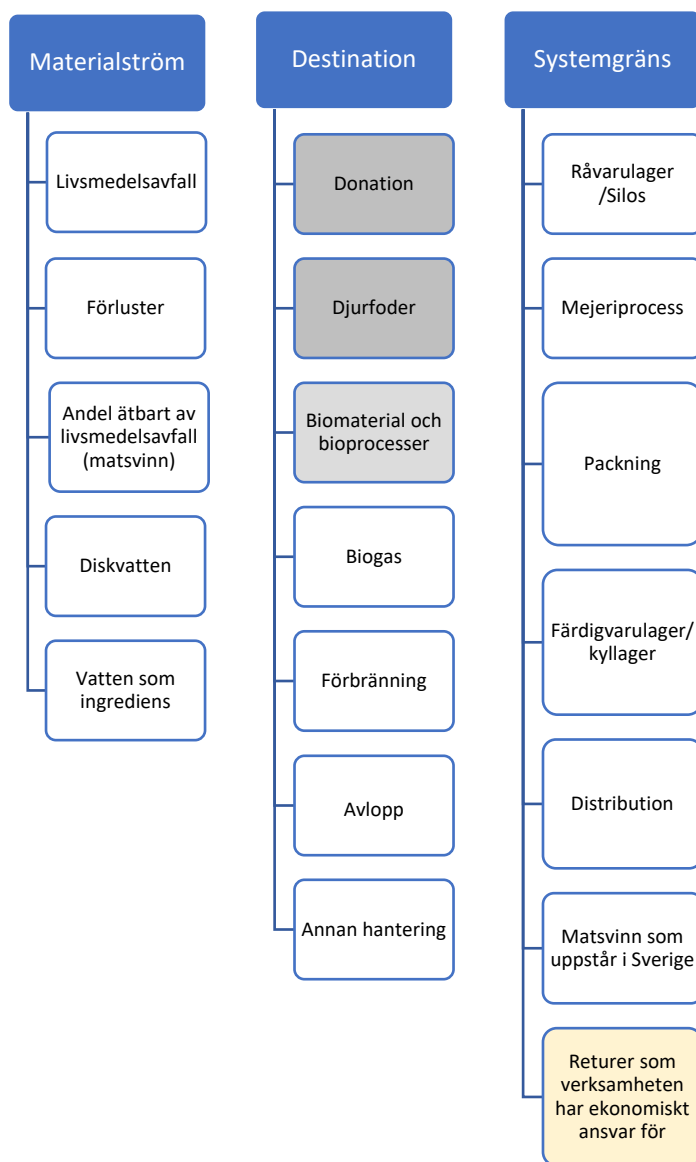 Materialström
Livsmedelsavfall
Förluster
Andel ätbart av
livsmedelsavfall
(matsvinn)
Diskvatten
Vatten som
ingrediens
Destination
Donation
Djurfoder
Biomaterial och
bioprocesser
Biogas
Förbränning
Avlopp
Annan hantering
Systemgräns
Råvarulager
/Silos
Mejeriprocess
Packning
Färdigvarulager/
kyllager
Distribution
Matsvinn som
uppstår i Sverige
Returer som
verksamheten
har ekonomiskt
ansvar för